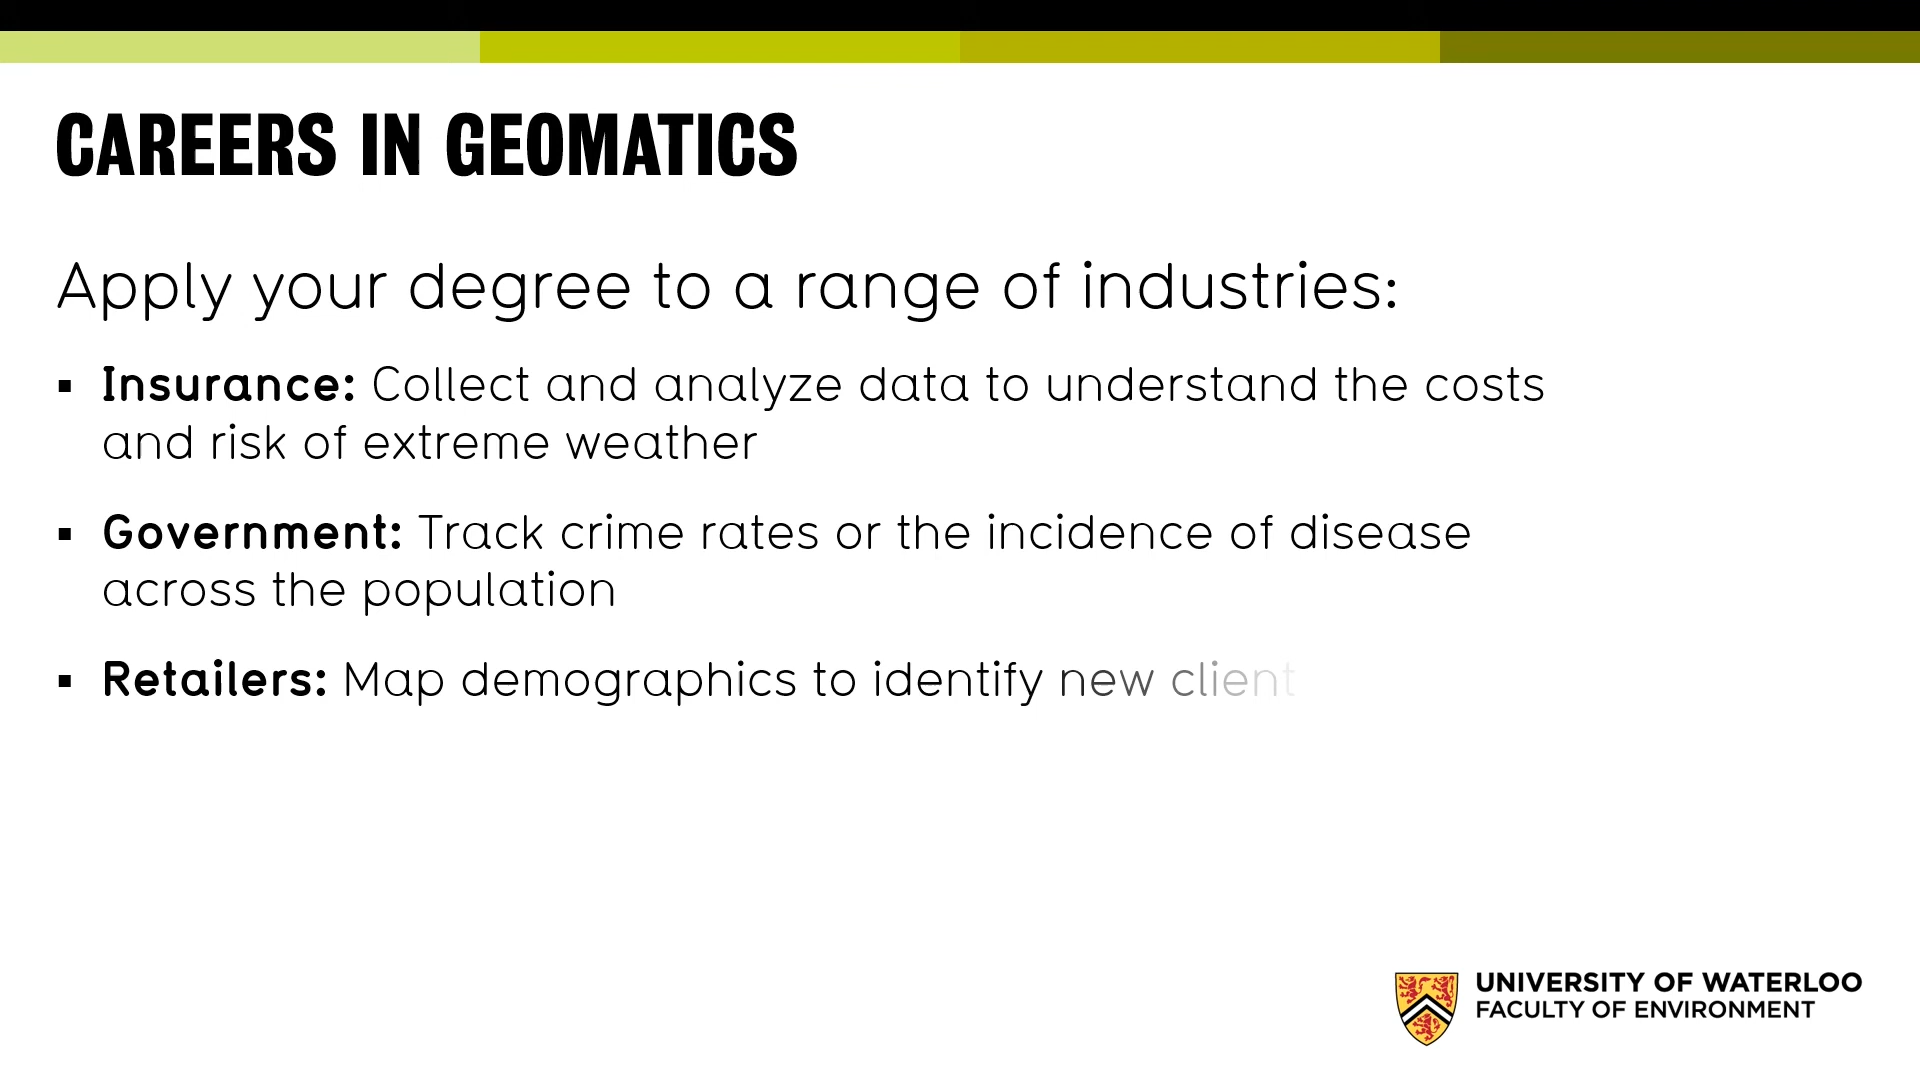 CAREERS IN GEOMATICS
Apply your degree to a range of industries:
▪ Insurance: Collect and analyze data to understand the costs
and risk of extreme weather
▪ Government: Track crime rates or the incidence of disease
across the population
▪ Retailers: Map demographics to identify new client
UNIVERSITY OF WATERLOO
FACULTY OF ENVIRONMENT